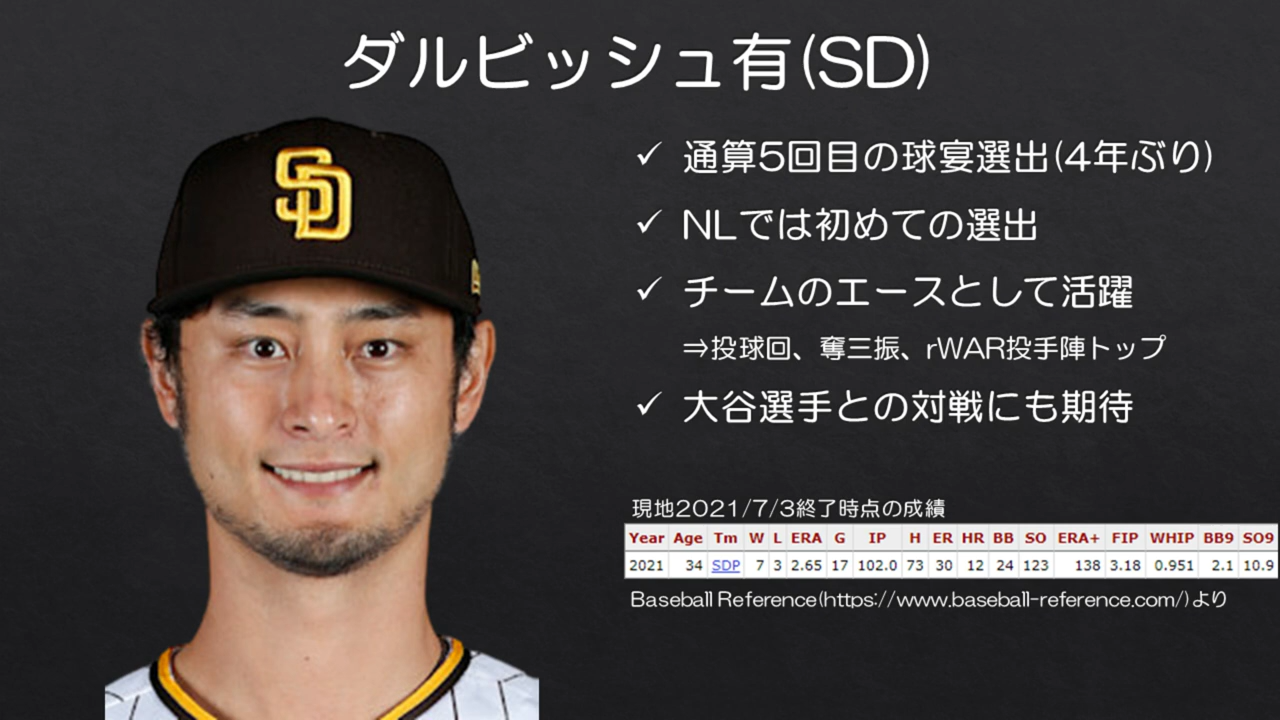 ダルビッシュ有(SD)
SD
✓ 通算5回目の球宴選出(4年ぶり)
✓ NLでは初めての選出
✓ チームのエースとして活躍
⇒投球回、奪三振、rWAR投手陣トップ
✓ 大谷選手との対戦にも期待
現地2021/7/3終了時点の成績
Year Age Tm W L ERA G IP H ER HR BB SO ERA+ FIP WHIP BB9 SO9
2021 34 SDP 7 3 2.65 17 102.0 73 30 12 24 123 138 3.18 0.951 2.1 10.9
Baseball Reference(https://www.baseball-reference.com/)より